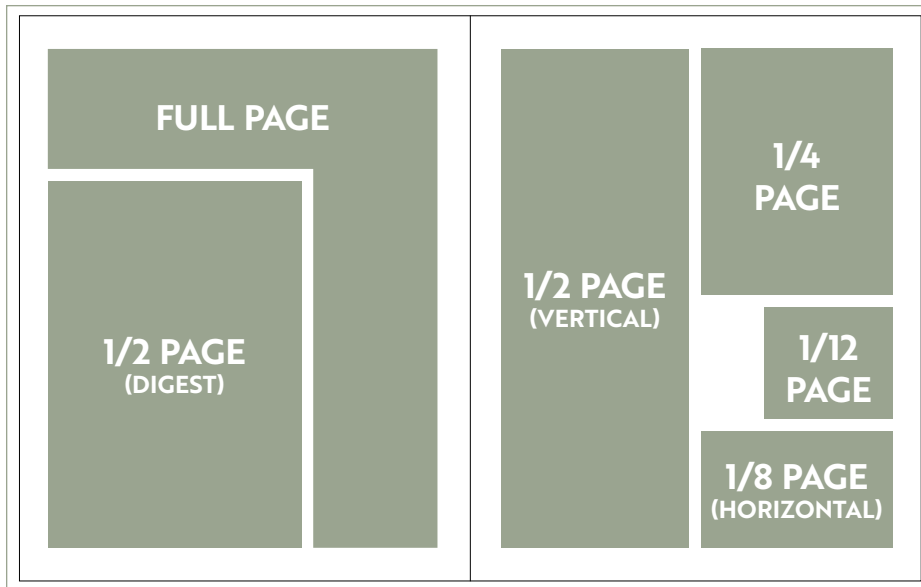 FULL PAGE
1/2 PAGE
(DIGEST)
1/2 PAGE
(VERTICAL)
1/4
PAGE
1/12
PAGE
1/8 PAGE
(HORIZONTAL)